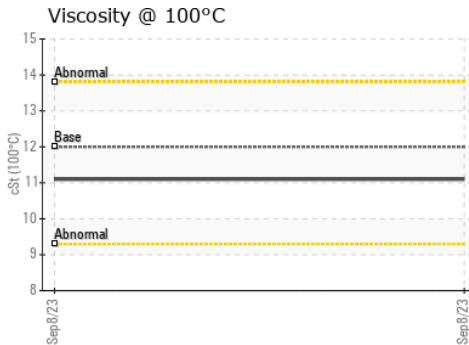 Viscosity @ 100°C
cSt (100°C)
15
14
13
12
11
10
9
8
Abnormal
Base
Abnormal
Sep8/23
Sep8/23